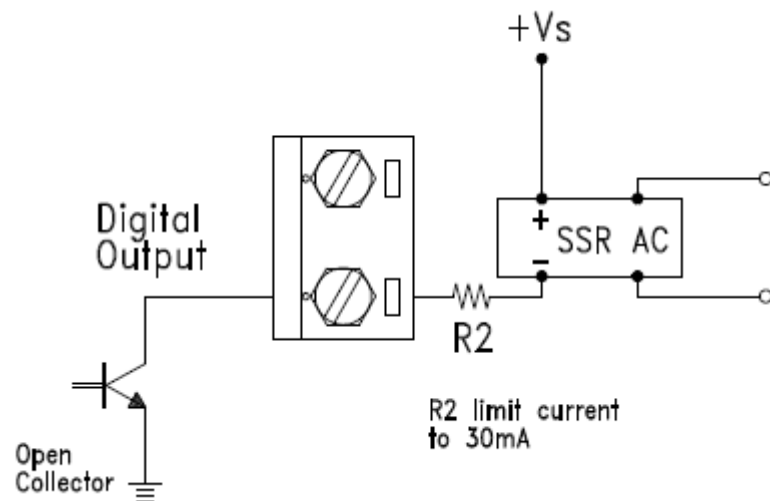 +Vs
Digital
Output
+
SSR AC
-
R2
R2 limit current
to 30mA
Open
Collector